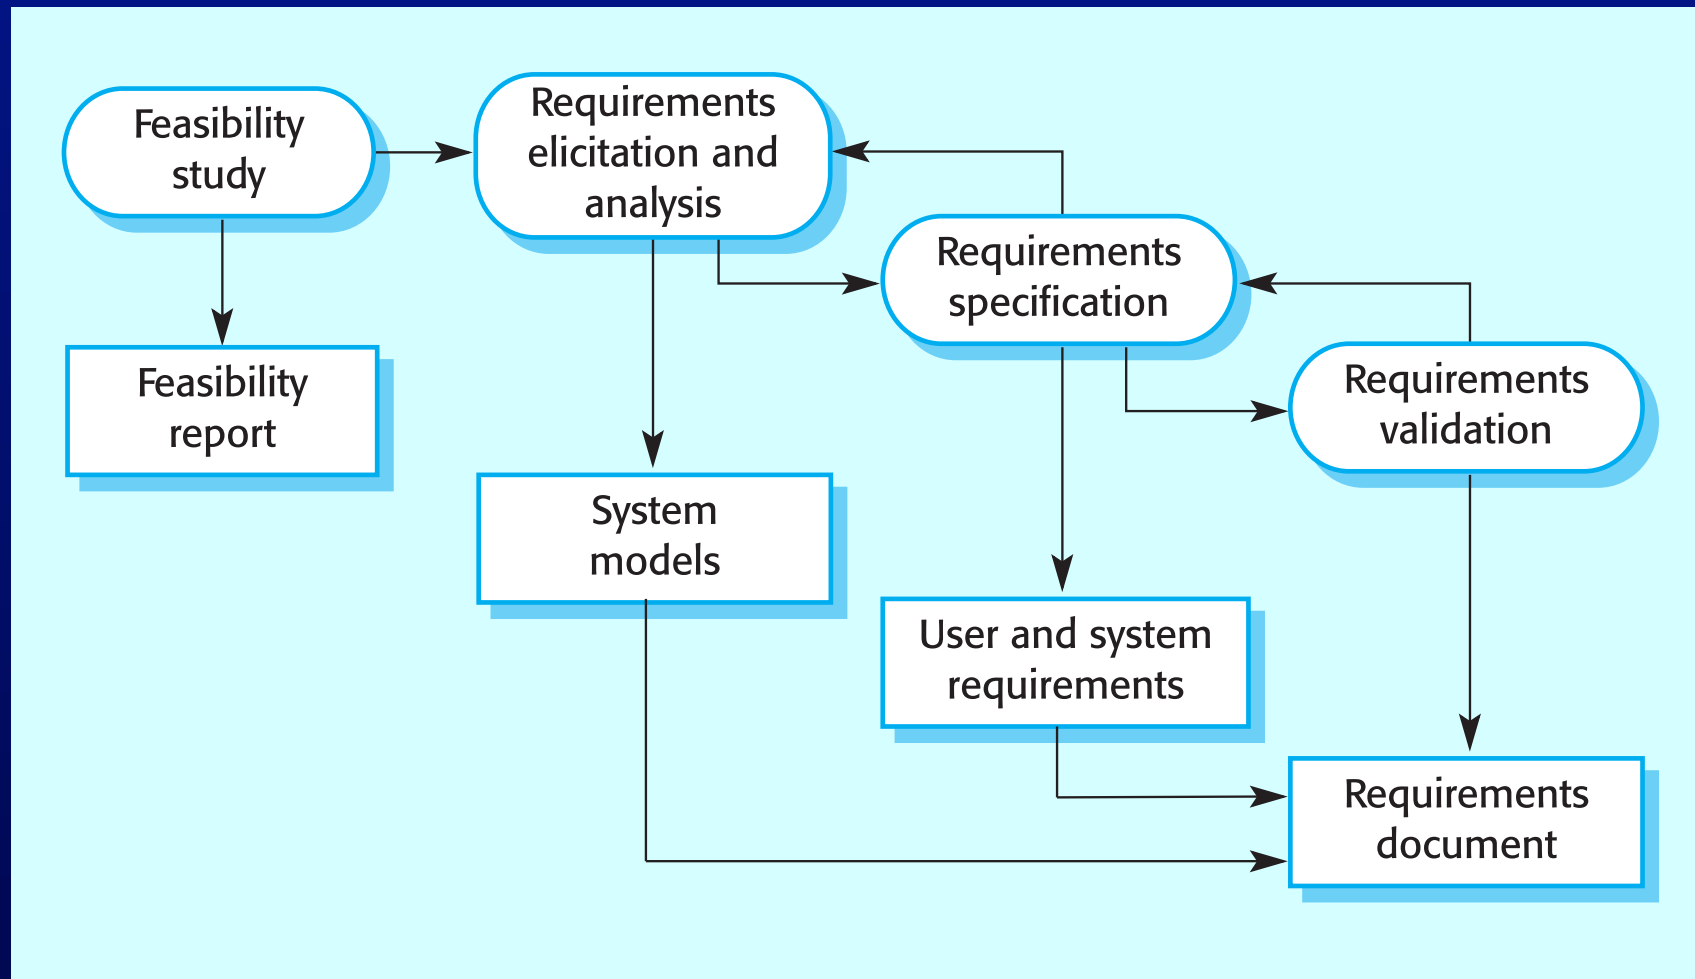 Feasibility
study
Requirements
elicitation and
analysis
Requirements
specification
Requirements
validation
Feasibility
report
System
models
User and system
requirements
Requirements
document